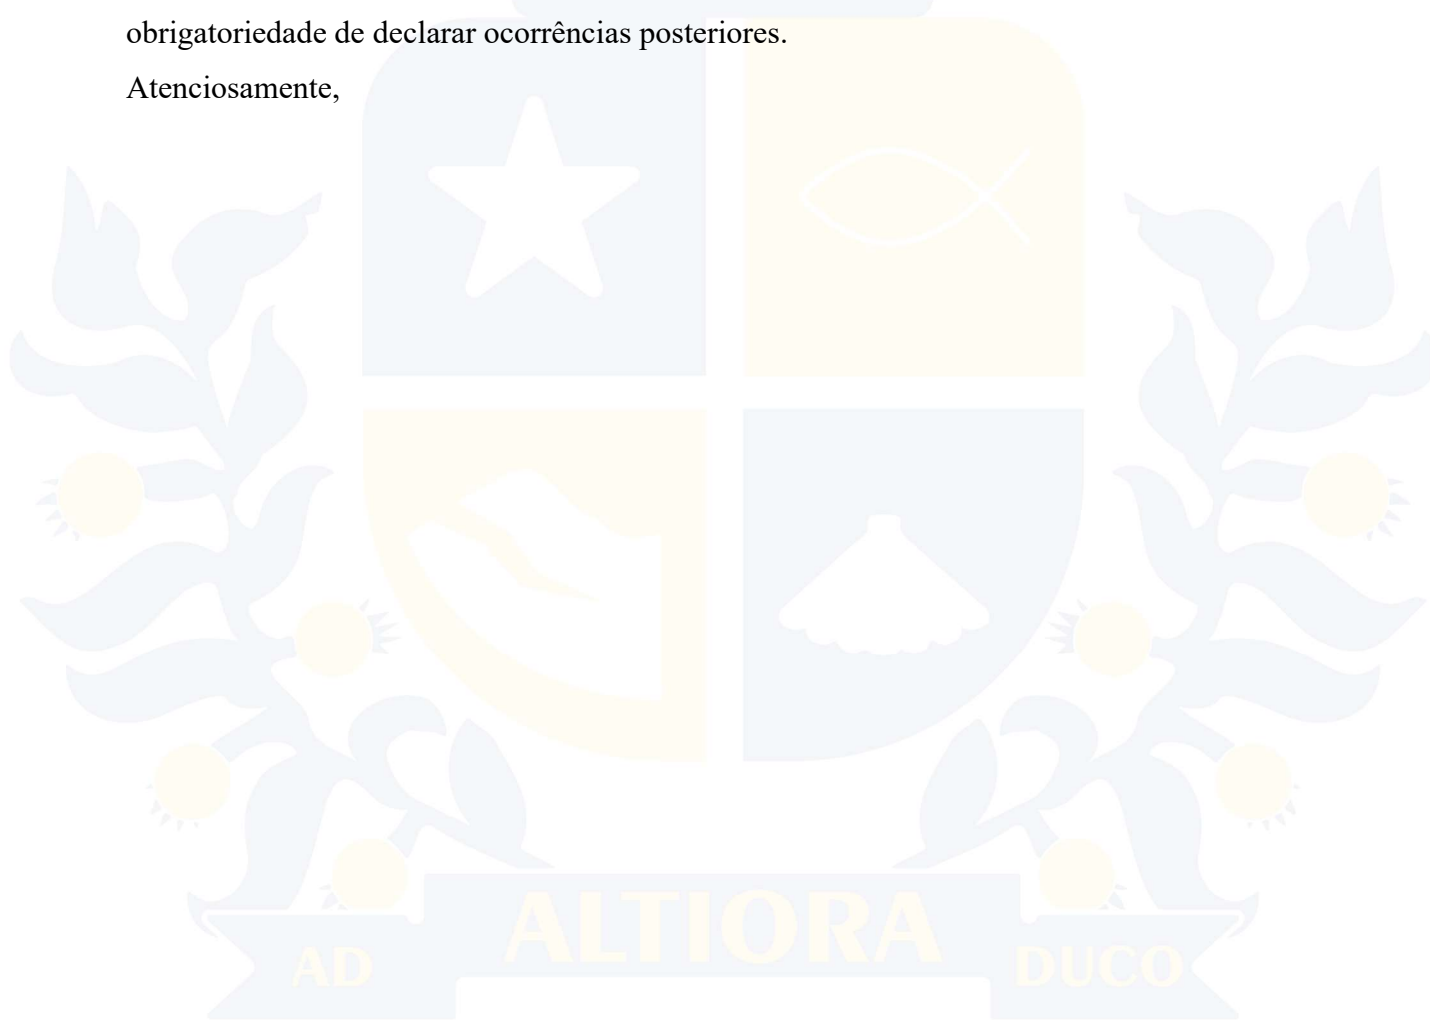 obrigatoriedade de declarar ocorrências posteriores.
Atenciosamente,
ALTIORA
AD
DUCO